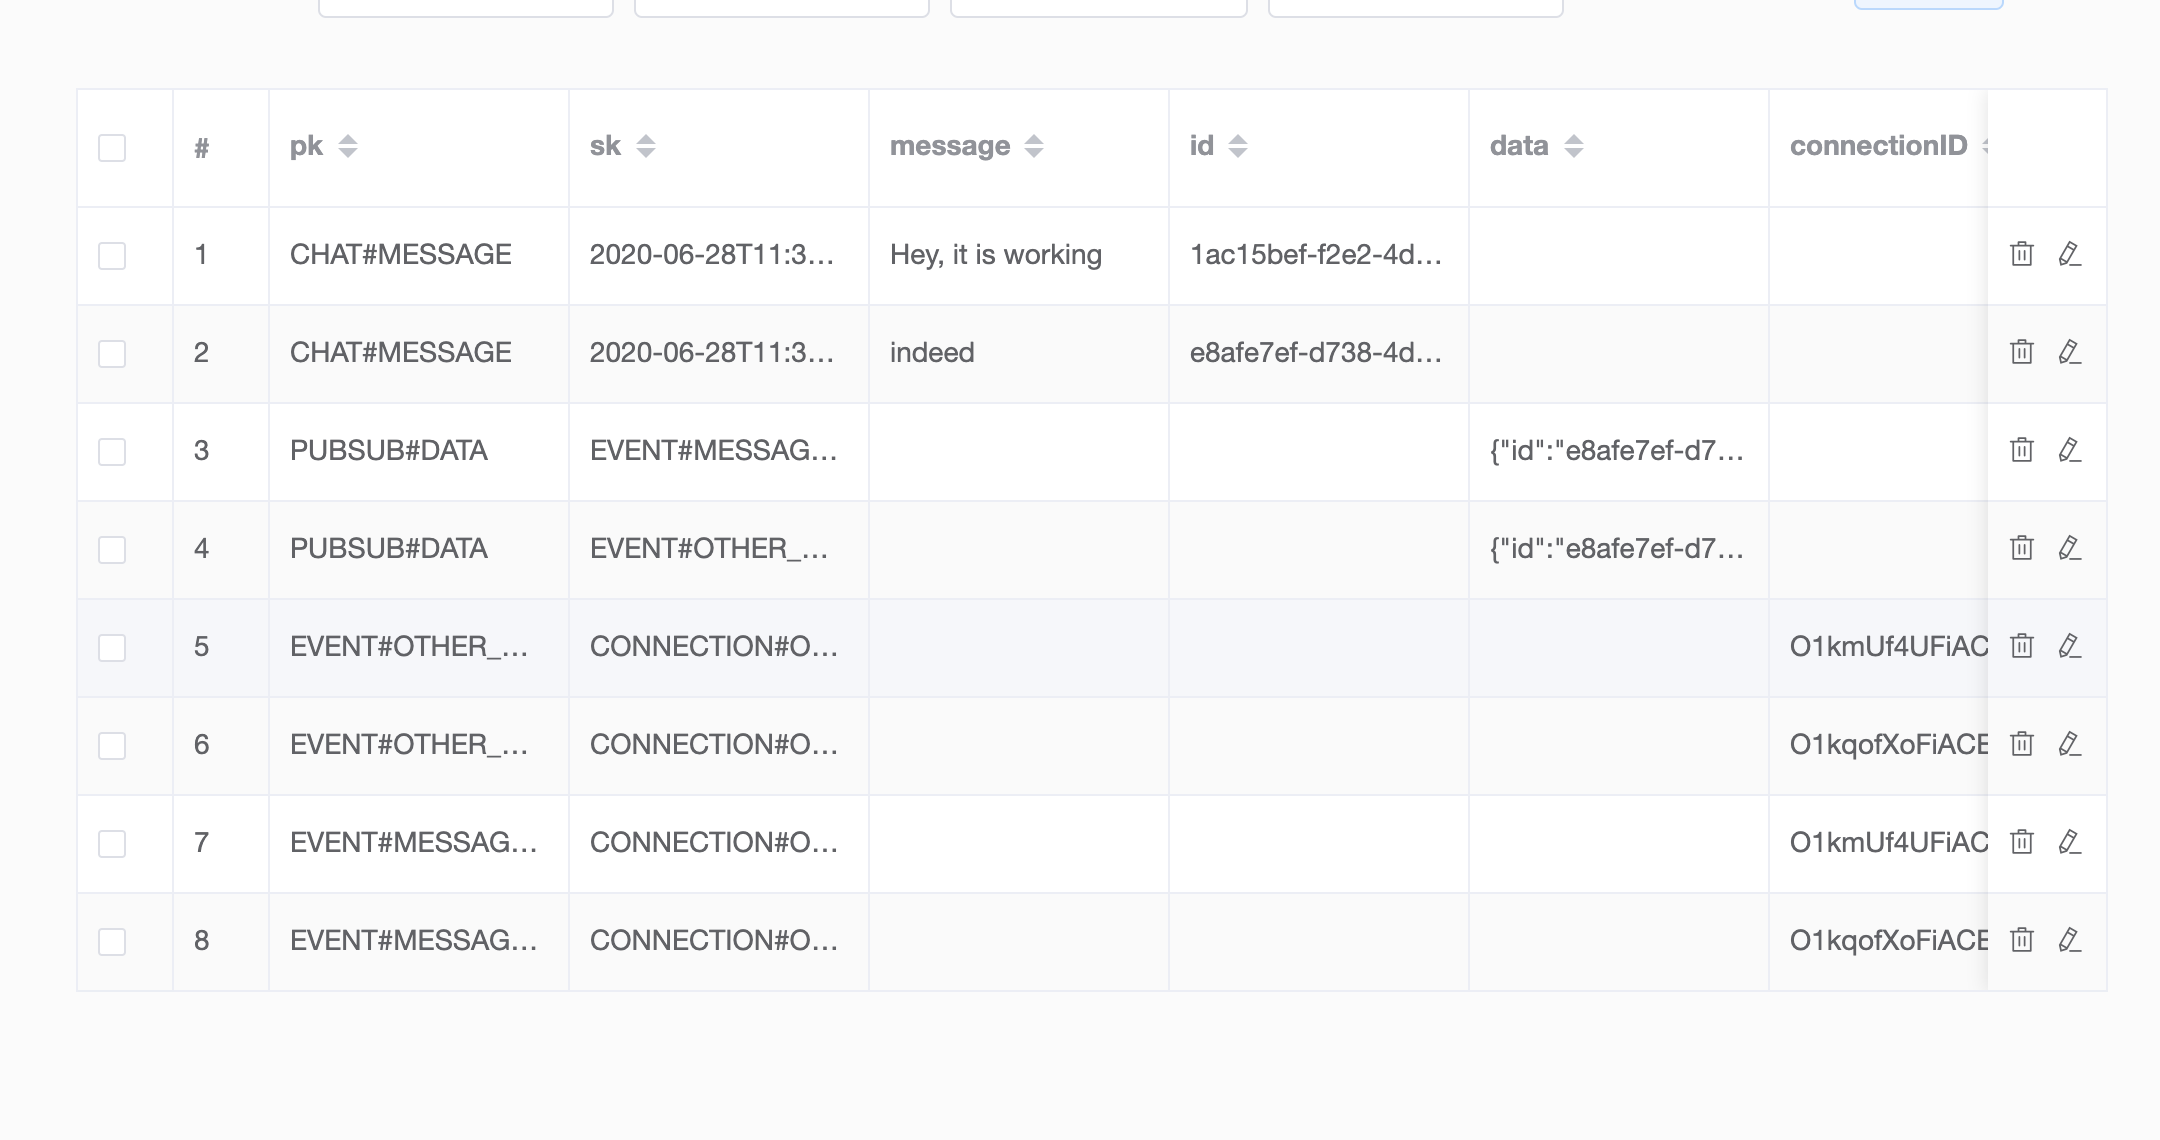 # pk sk message id data connectionID
1 CHAT#MESSAGE 2020-06-28T11:3... Hey, it is working 1ac15bef-f2e2-4d...
2 CHAT#MESSAGE 2020-06-28T11:3... indeed e8afe7ef-d738-4d...
3 PUBSUB#DATA EVENT#MESSAG... {"id":"e8afe7ef-d7...
4 PUBSUB#DATA EVENT#OTHER_... {"id":"e8afe7ef-d7...
5 EVENT#OTHER_... CONNECTION#O... O1kmUf4UFiAC
6 EVENT#OTHER_... CONNECTION#O... O1kqofXoFiACE
7 EVENT#MESSAG... CONNECTION#O... O1kmUf4UFiAC
8 EVENT#MESSAG... CONNECTION#O... O1kqofXoFiACE